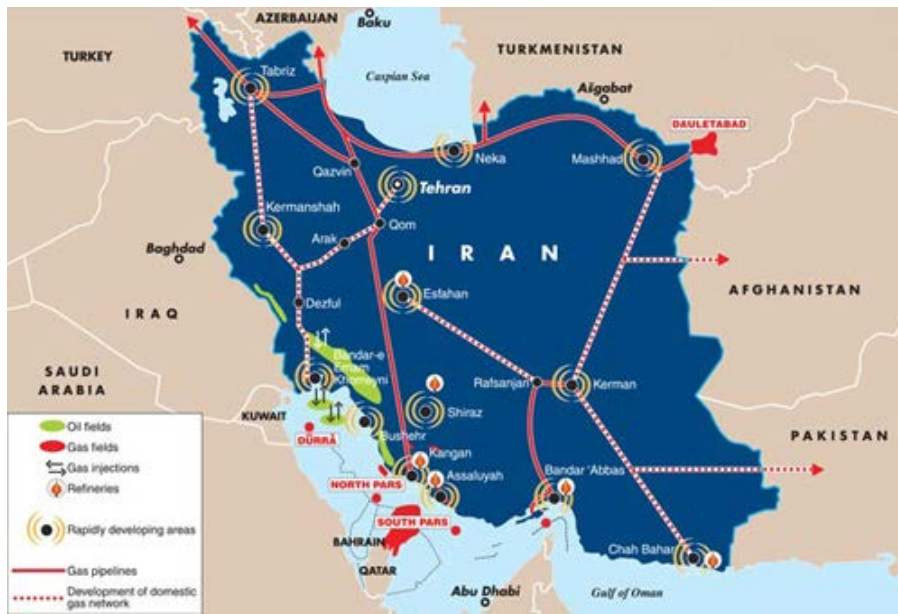 AZERBAIJAN
Baku
TURKEY
TURKMENISTAN
Tabriz
Caspian Sea
Ašgabat
DAULETABAD
Neka
Mashhad
Qazvin
Tehran
Kermanshah
Qom
Arak
Baghdad
IRAN
Esfahan
AFGHANISTAN
Dezful
IRAQ
Bandar-e
Emam
Khomeyni
SAUDI
ARABIA
Rafsanjan
Kerman
Shiraz
KUWAIT
Bushehr
DÜRRÄ
PAKISTAN
Kangan
Assaluyah
Bandar 'Abbas
NORTH PARS
SOUTH PARS
BAHRAIN
QATAR
Chah Bahar
Abu Dhabi
Gulf of Oman
Oil fields
Gas fields
Gas injections
Refineries
Rapidly developing areas
Gas pipelines
Development of domestic
gas network